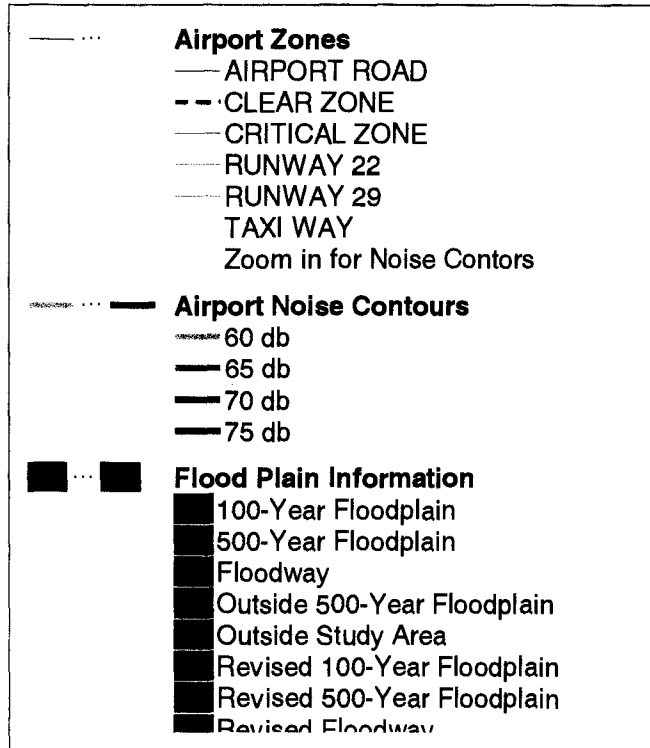 Airport Zones
AIRPORT ROAD
CLEAR ZONE
CRITICAL ZONE
RUNWAY 22
RUNWAY 29
TAXI WAY
Zoom in for Noise Contors
Airport Noise Contours
60 db
65 db
70 db
75 db
Flood Plain Information
100-Year Floodplain
500-Year Floodplain
Floodway
Outside 500-Year Floodplain
Outside Study Area
Revised 100-Year Floodplain
Revised 500-Year Floodplain
Revised Floodway